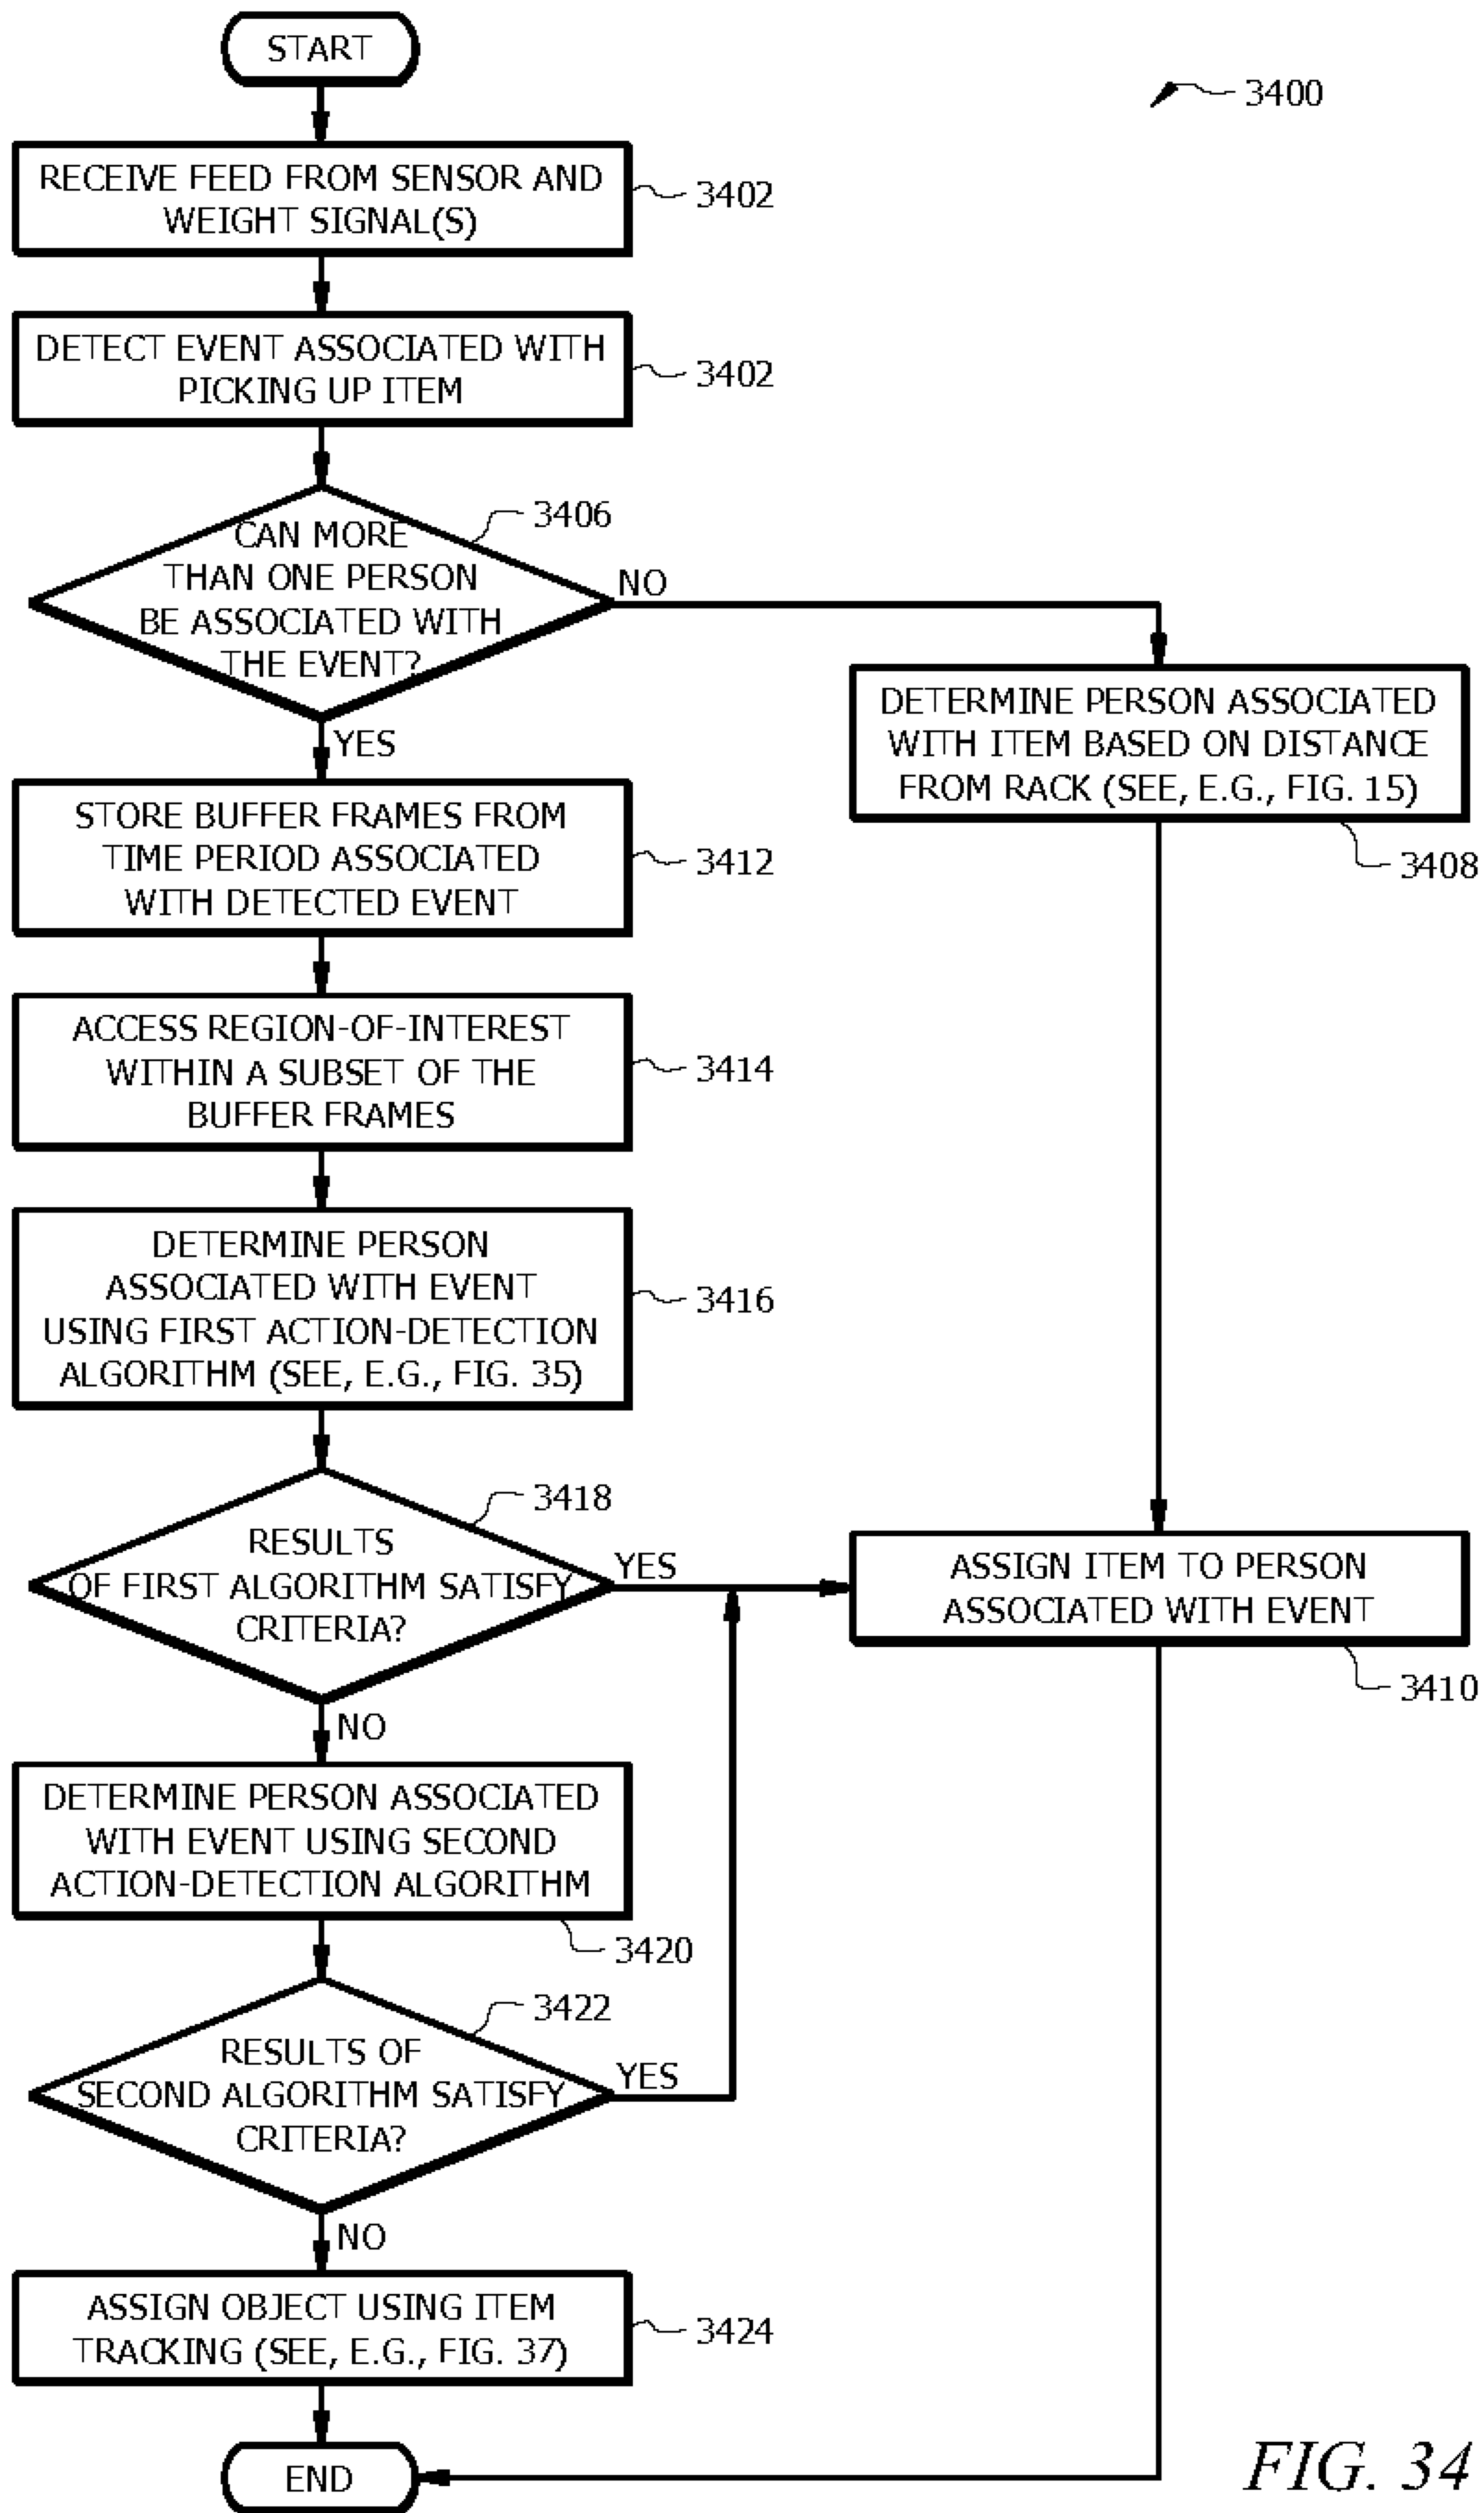 START
3400
RECEIVE FEED FROM SENSOR AND
WEIGHT SIGNAL(S)
3402
DETECT EVENT ASSOCIATED WITH
PICKING UP ITEM
3402
CAN MORE
THAN ONE PERSON
BE ASSOCIATED WITH
THE EVENT?
3406
NO
YES
DETERMINE PERSON ASSOCIATED
WITH ITEM BASED ON DISTANCE
FROM RACK (SEE, E.G., FIG. 15)
3408
STORE BUFFER FRAMES FROM
TIME PERIOD ASSOCIATED
WITH DETECTED EVENT
3412
ACCESS REGION-OF-INTEREST
WITHIN A SUBSET OF THE
BUFFER FRAMES
3414
DETERMINE PERSON
ASSOCIATED WITH EVENT
USING FIRST ACTION-DETECTION
ALGORITHM (SEE, E.G., FIG. 35)
3416
RESULTS
OF FIRST ALGORITHM SATISFY
CRITERIA?
3418
YES
NO
ASSIGN ITEM TO PERSON
ASSOCIATED WITH EVENT
3410
DETERMINE PERSON ASSOCIATED
WITH EVENT USING SECOND
ACTION-DETECTION ALGORITHM
3420
RESULTS OF
SECOND ALGORITHM SATISFY
CRITERIA?
3422
YES
NO
ASSIGN OBJECT USING ITEM
TRACKING (SEE, E.G., FIG. 37)
3424
END
FIG. 34